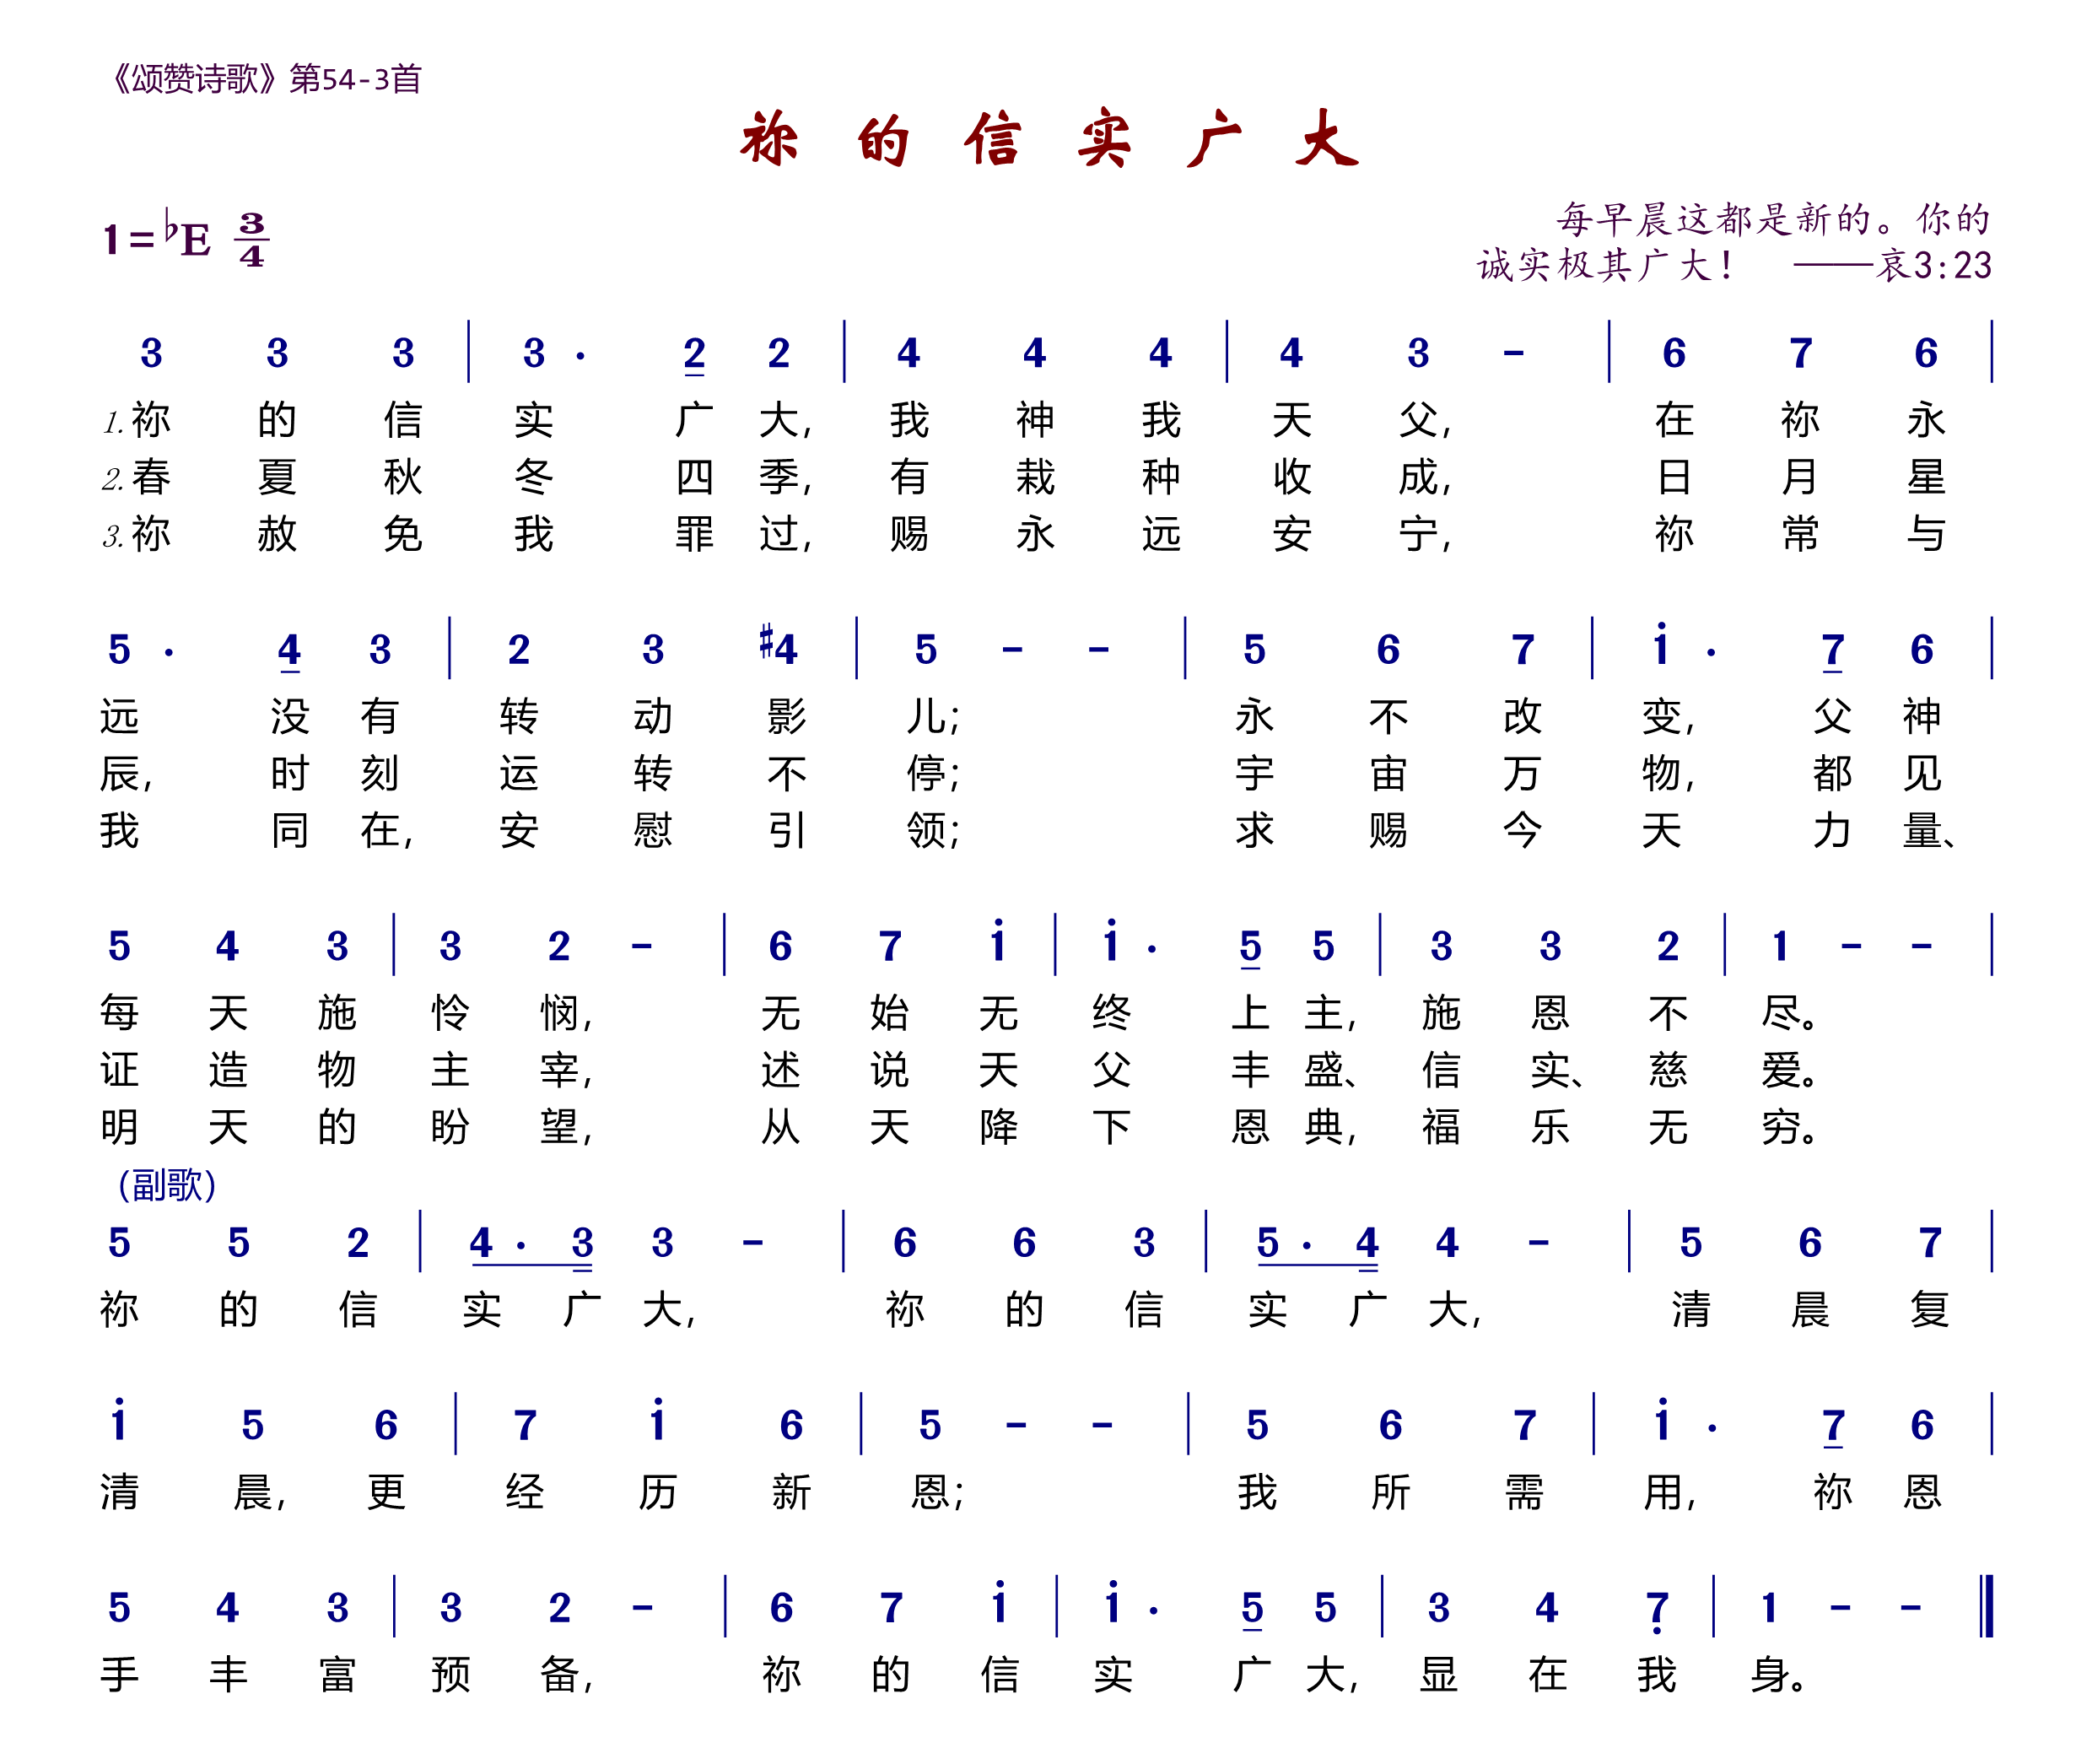 《颂赞诗歌》第54-3首
祢的信实广大
1=♭E 3/4
每早晨这都是新的。你的
诚实极其广大！ ——哀3:23
3 3 3 | 3 · 2 2 | 4 4 4 | 4 3 - | 6 7 6 |
1. 祢的信实广大, 我神我天父, 在祢永
2. 春夏秋冬四季, 有栽种收成, 日月星
3. 祢赦免我罪过, 赐永远安宁, 祢常与
5 · 4 3 | 2 3 #4 | 5 - - | 5 6 7 | i · 7 6 |
远没有转动影儿; 永不改变, 父神
辰, 时刻运转不停; 宇宙万物, 都见
我同在, 安慰引领; 求赐今天力量、
5 4 3 | 3 2 - | 6 7 i | i · 5 5 | 3 3 2 | 1 - - |
每天施怜悯, 无始无终上主, 施恩不尽。
证造物主宰, 述说天父丰盛、信实、慈爱。
明天的盼望, 从天降下恩典, 福乐无穷。
（副歌）
5 5 2 | 4 · 3 3 - | 6 6 3 | 5 · 4 4 - | 5 6 7 |
祢的信实广大, 祢的信实广大, 清晨复
i 5 6 | 7 i 6 | 5 - - | 5 6 7 | i · 7 6 |
清晨, 更经历新恩; 我所需用, 祢恩
5 4 3 | 3 2 - | 6 7 i | i · 5 5 | 3 4 7̣ | 1 - - ‖
手丰富预备, 祢的信实广大, 显在我身。